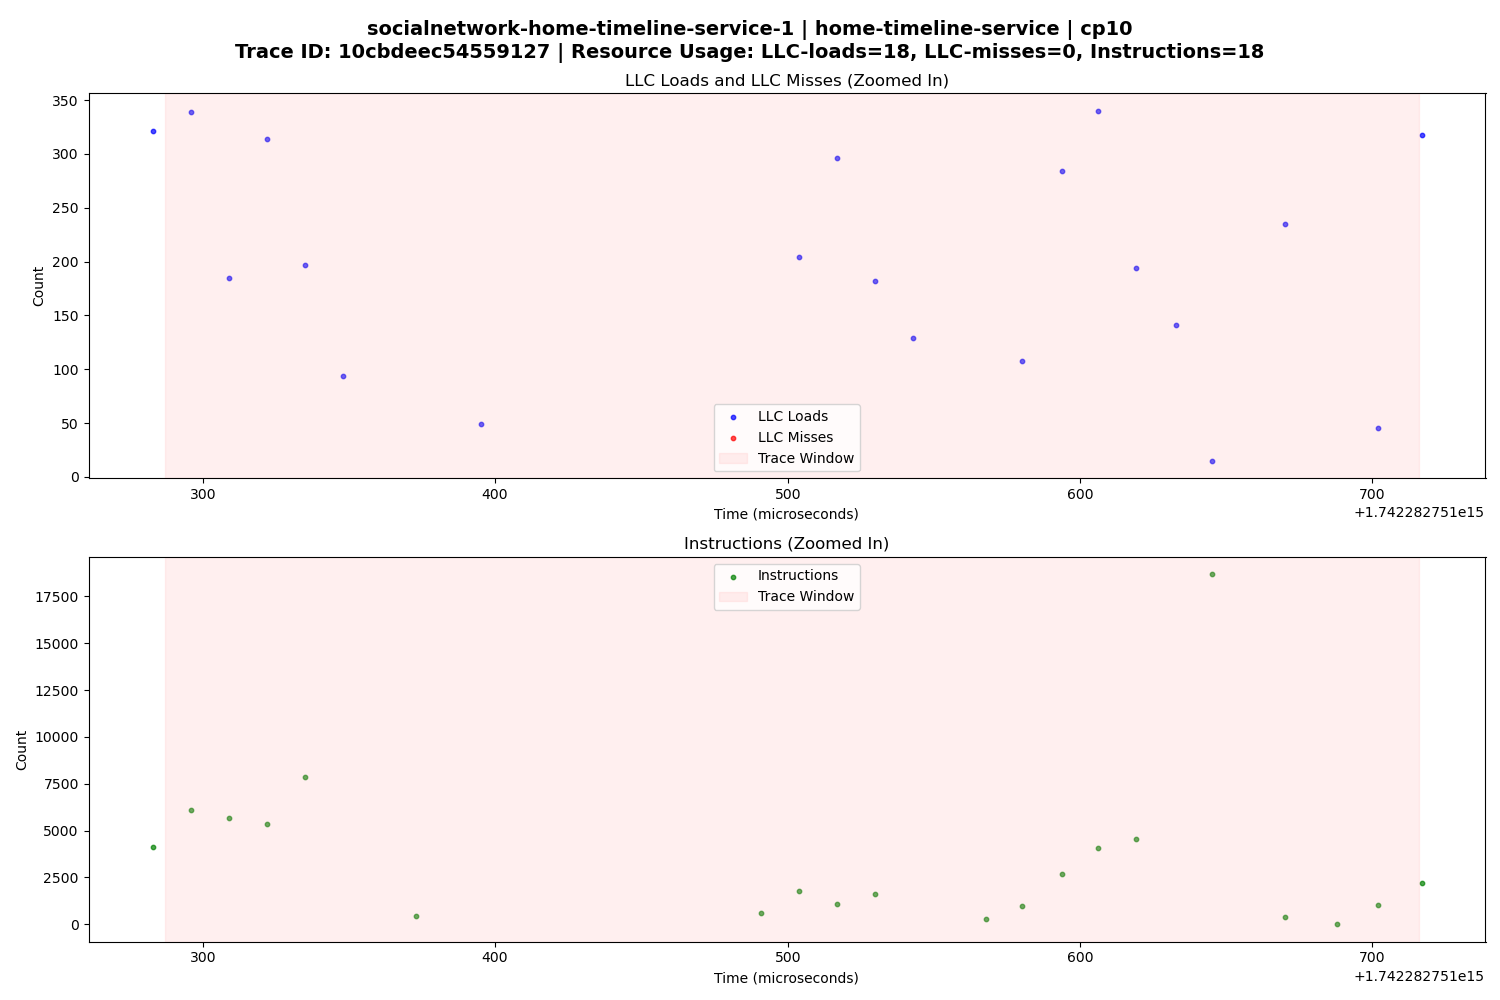 socialnetwork-home-timeline-service-1 | home-timeline-service | cp10
Trace ID: 10cbdeec54559127 | Resource Usage: LLC-loads=18, LLC-misses=0, Instructions=18
LLC Loads and LLC Misses (Zoomed In)
350
300
250
200
150
100
50
0
Count
LLC Loads
LLC Misses
Trace Window
300
400
500
600
700
Time (microseconds)
+1.742282751e15
Instructions (Zoomed In)
17500
15000
12500
10000
7500
5000
2500
0
Count
Instructions
Trace Window
300
400
500
600
700
Time (microseconds)
+1.742282751e15